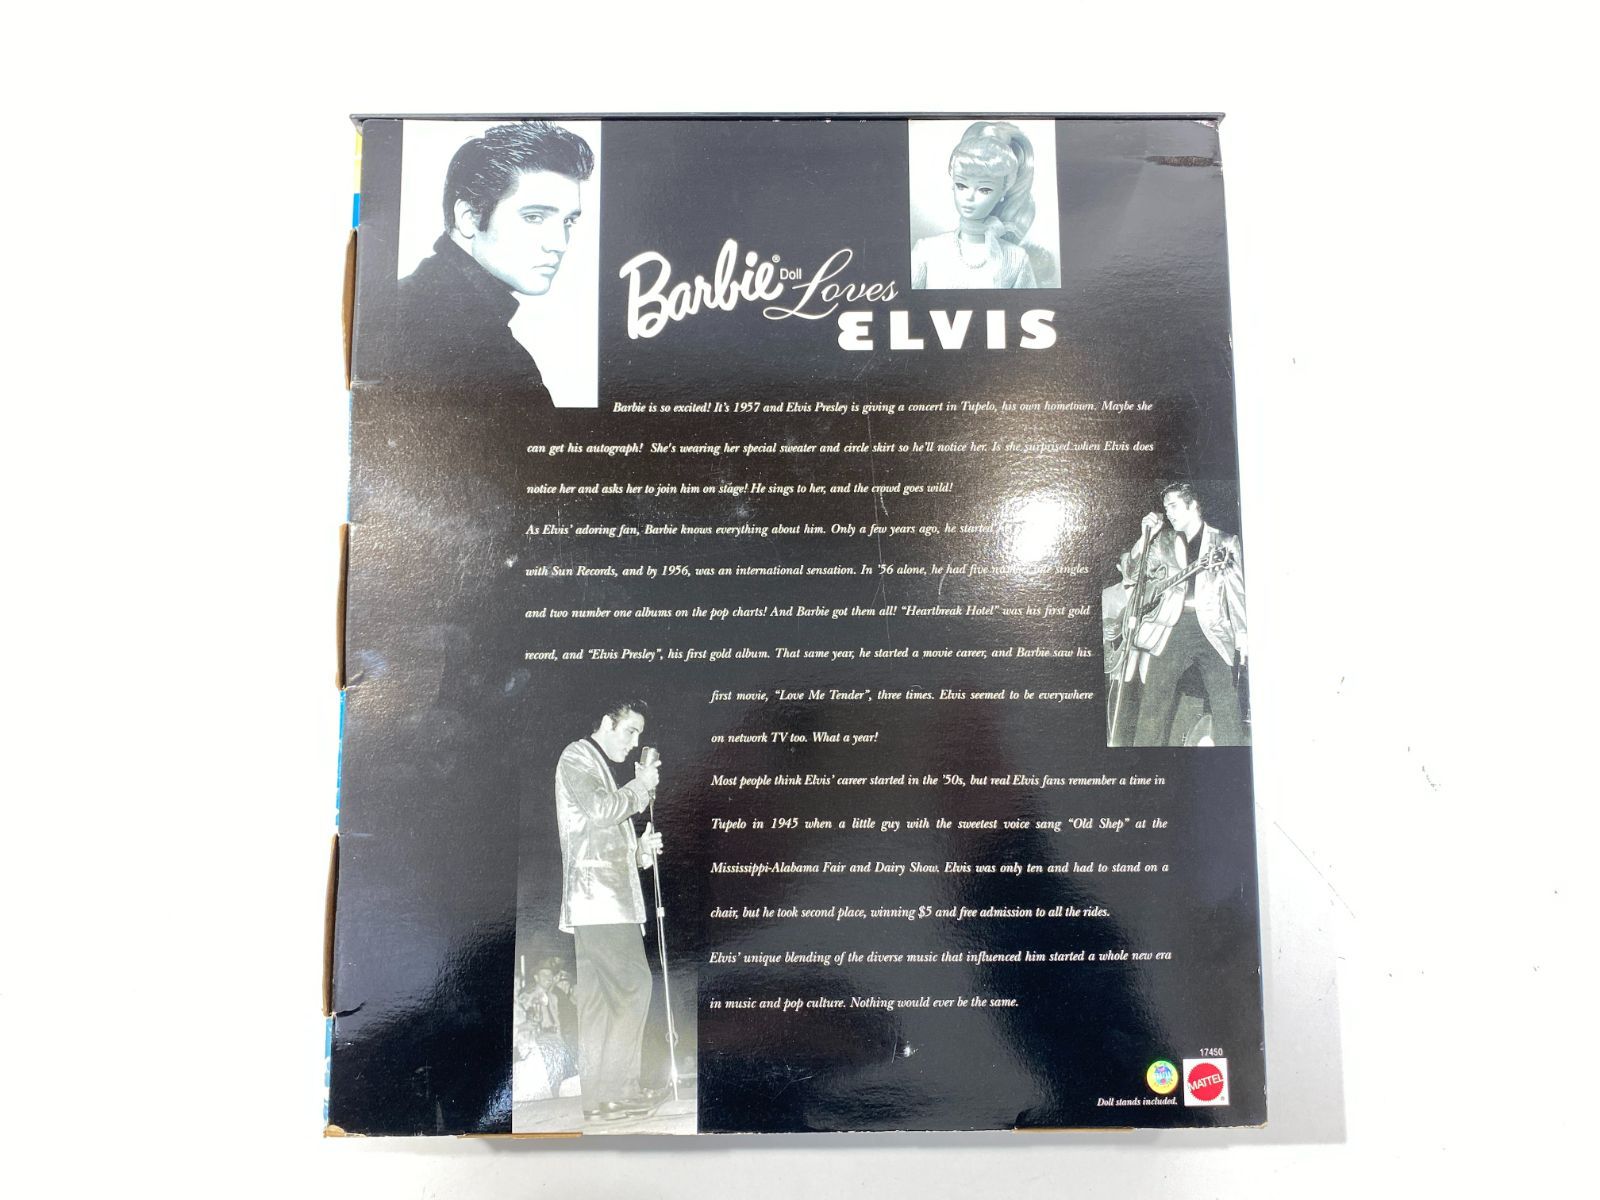 Barbie® Doll Loves
ELVIS
Barbie is so excited! It's 1957 and Elvis Presley is giving a concert in Tupelo, his own hometown. Maybe she
can get his autograph! She's wearing her special sweater and circle skirt so he'll notice her. Is she surprised when Elvis does
notice her and asks her to join him on stage! He sings to her, and the crowd goes wild!
As Elvis' adoring fan, Barbie knows everything about him. Only a few years ago, he started
with Sun Records, and by 1956, was an international sensation. In '56 alone, he had five number one singles
and two number one albums on the pop charts! And Barbie got them all! "Heartbreak Hotel" was his first gold
record, and "Elvis Presley", his first gold album. That same year, he started a movie career, and Barbie saw his
first movie, "Love Me Tender", three times. Elvis seemed to be everywhere
on network TV too. What a year!
Most people think Elvis' career started in the '50s, but real Elvis fans remember a time in
Tupelo in 1945 when a little guy with the sweetest voice sang "Old Shep" at the
Mississippi-Alabama Fair and Dairy Show. Elvis was only ten and had to stand on a
chair, but he took second place, winning $5 and free admission to all the rides.
Elvis' unique blending of the diverse music that influenced him started a whole new era
in music and pop culture. Nothing would ever be the same.
17450
MATTEL
Doll stands included.